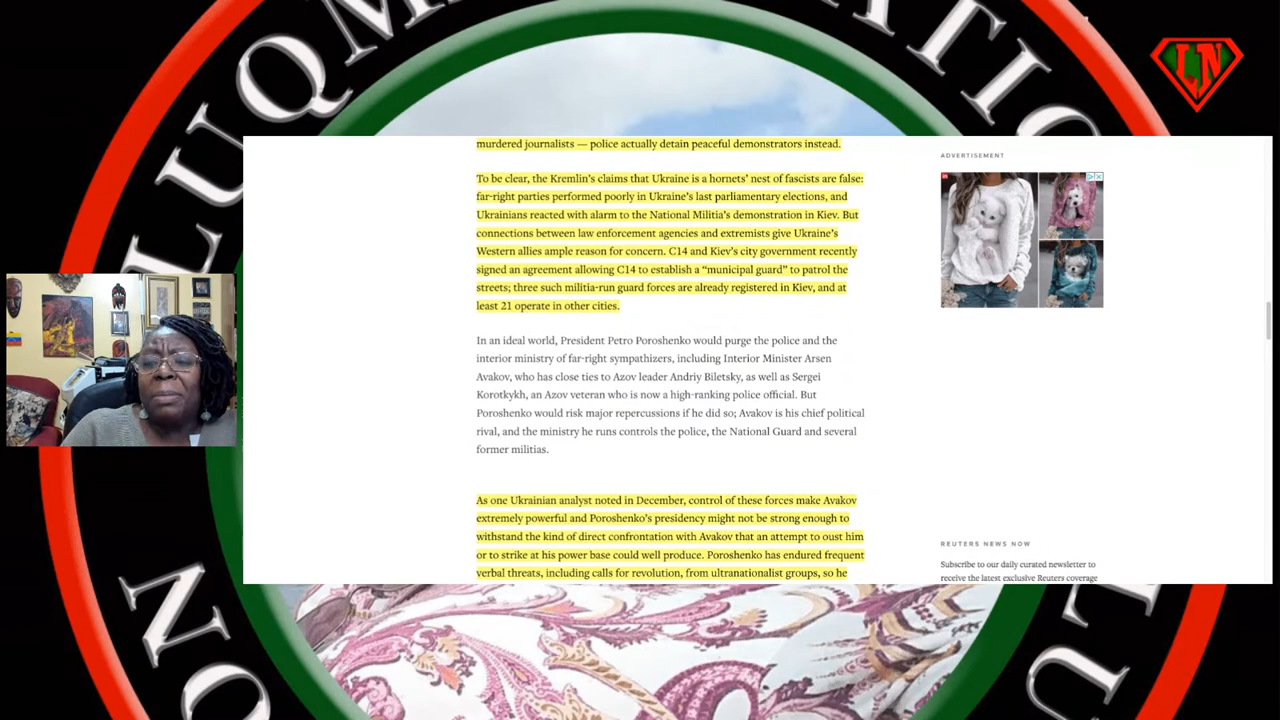 LUQM
ATIO
LN
murdered journalists — police actually detain peaceful demonstrators instead.
To be clear, the Kremlin's claims that Ukraine is a hornets' nest of fascists are false:
far-right parties performed poorly in Ukraine's last parliamentary elections, and
Ukrainians reacted with alarm to the National Militia's demonstration in Kiev. But
connections between law enforcement agencies and extremists give Ukraine's
Western allies ample reason for concern. C14 and Kiev's city government recently
signed an agreement allowing C14 to establish a “municipal guard” to patrol the
streets; three such militia-run guard forces are already registered in Kiev, and at
least 21 operate in other cities.
In an ideal world, President Petro Poroshenko would purge the police and the
interior ministry of far-right sympathizers, including Interior Minister Arsen
Avakov, who has close ties to Azov leader Andriy Biletsky, as well as Sergei
Korotkykh, an Azov veteran who is now a high-ranking police official. But
Poroshenko would risk major repercussions if he did so; Avakov is his chief political
rival, and the ministry he runs controls the police, the National Guard and several
former militias.
As one Ukrainian analyst noted in December, control of these forces make Avakov
extremely powerful and Poroshenko's presidency might not be strong enough to
withstand the kind of direct confrontation with Avakov that an attempt to oust him
or to strike at his power base could well produce. Poroshenko has endured frequent
verbal threats, including calls for revolution, from ultranationalist groups, so he
ADVERTISEMENT
REUTERS NEWS NOW
Subscribe to our daily curated newsletter to
receive the latest exclusive Reuters coverage
NO
LU